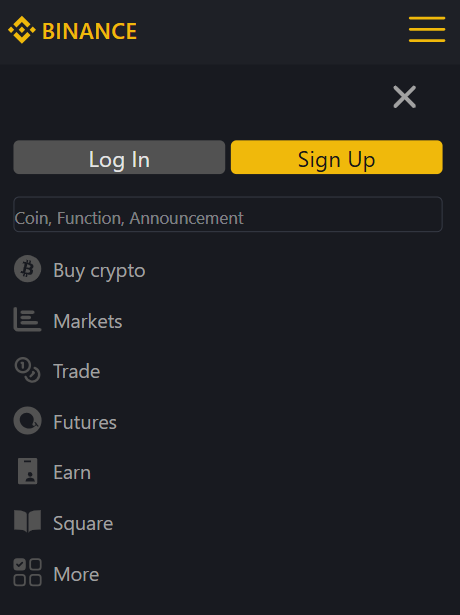 BINANCE
Log In Sign Up
Coin, Function, Announcement
Buy crypto
Markets
Trade
Futures
Earn
Square
More